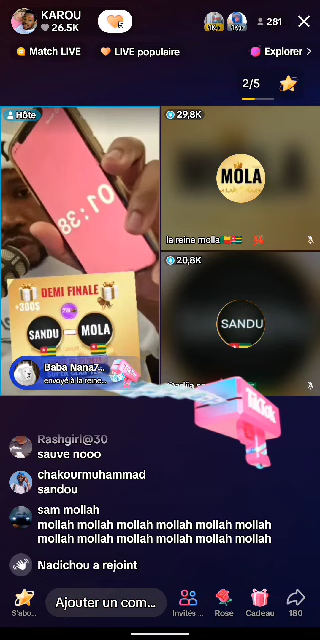 KAROU
26.5K
281
Match LIVE
LIVE populaire
Explorer
2/5
Hôte
29,8K
01:38
MOLA
la reine molla
20,8K
DEMI FINALE
+300$
SANDU
MOLA
SANDU
Baba Nana7...
envoyé à la reine...
TikTok
Rashgirl@30
sauve nooo
chakourmuhammad
sandou
sam mollah
mollah mollah mollah mollah mollah mollah
mollah mollah mollah mollah mollah mollah
Nadichou a rejoint
S'abo...
Ajouter un com...
Invités ...
Rose
Cadeau
180